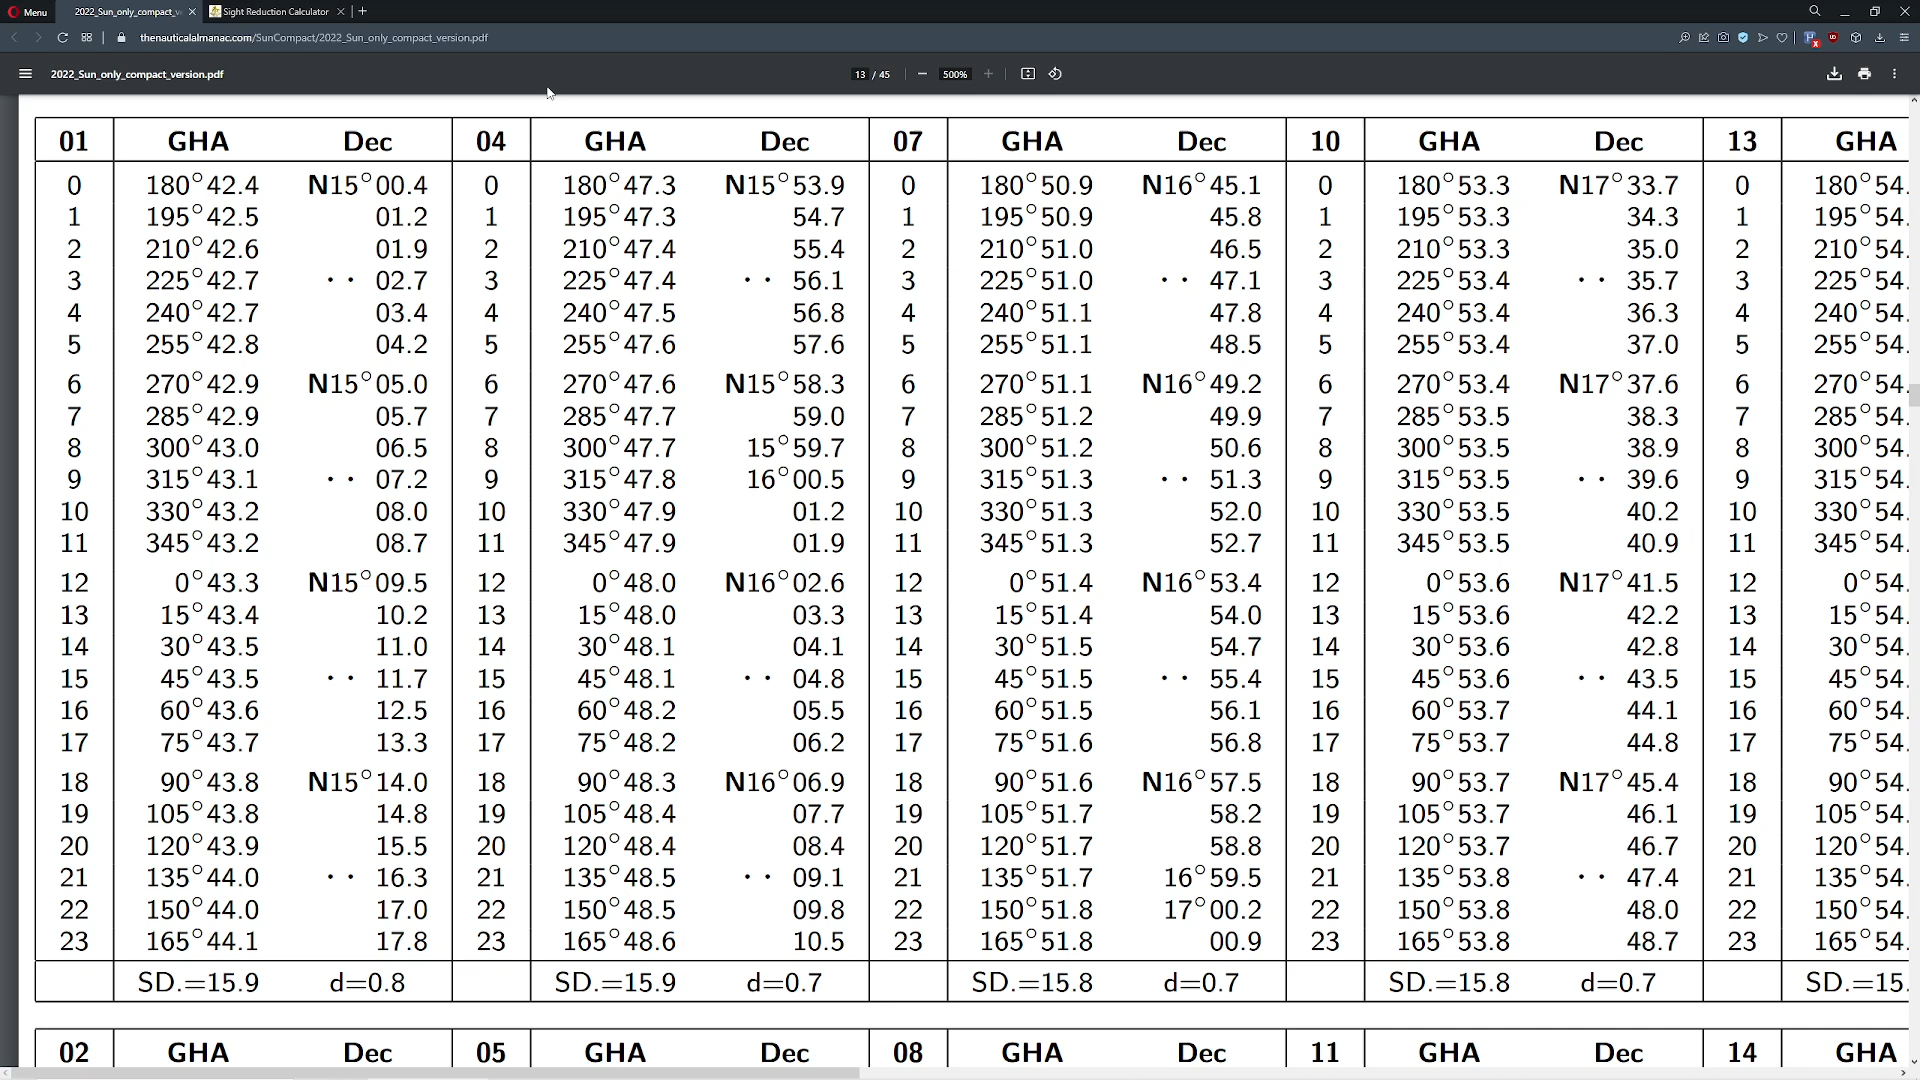 Menu
2022_Sun_only_compact_v
Sight Reduction Calculator
thenauticalalmanac.com/SunCompact/2022_Sun_only_compact_version.pdf
2022_Sun_only_compact_version.pdf
13 / 45
500%
01 GHA Dec 04 GHA Dec 07 GHA Dec 10 GHA Dec 13 GHA
0 180°42.4 N15°00.4 0 180°47.3 N15°53.9 0 180°50.9 N16°45.1 0 180°53.3 N17°33.7 0 180°54.
1 195°42.5 01.2 1 195°47.3 54.7 1 195°50.9 45.8 1 195°53.3 34.3 1 195°54.
2 210°42.6 01.9 2 210°47.4 55.4 2 210°51.0 46.5 2 210°53.3 35.0 2 210°54.
3 225°42.7 ·· 02.7 3 225°47.4 ·· 56.1 3 225°51.0 ·· 47.1 3 225°53.4 ·· 35.7 3 225°54.
4 240°42.7 03.4 4 240°47.5 56.8 4 240°51.1 47.8 4 240°53.4 36.3 4 240°54.
5 255°42.8 04.2 5 255°47.6 57.6 5 255°51.1 48.5 5 255°53.4 37.0 5 255°54.
6 270°42.9 N15°05.0 6 270°47.6 N15°58.3 6 270°51.1 N16°49.2 6 270°53.4 N17°37.6 6 270°54.
7 285°42.9 05.7 7 285°47.7 59.0 7 285°51.2 49.9 7 285°53.5 38.3 7 285°54.
8 300°43.0 06.5 8 300°47.7 15°59.7 8 300°51.2 50.6 8 300°53.5 38.9 8 300°54.
9 315°43.1 ·· 07.2 9 315°47.8 16°00.5 9 315°51.3 ·· 51.3 9 315°53.5 ·· 39.6 9 315°54.
10 330°43.2 08.0 10 330°47.9 01.2 10 330°51.3 52.0 10 330°53.5 40.2 10 330°54.
11 345°43.2 08.7 11 345°47.9 01.9 11 345°51.3 52.7 11 345°53.5 40.9 11 345°54.
12 0°43.3 N15°09.5 12 0°48.0 N16°02.6 12 0°51.4 N16°53.4 12 0°53.6 N17°41.5 12 0°54.
13 15°43.4 10.2 13 15°48.0 03.3 13 15°51.4 54.0 13 15°53.6 42.2 13 15°54.
14 30°43.5 11.0 14 30°48.1 04.1 14 30°51.5 54.7 14 30°53.6 42.8 14 30°54.
15 45°43.5 ·· 11.7 15 45°48.1 ·· 04.8 15 45°51.5 ·· 55.4 15 45°53.6 ·· 43.5 15 45°54.
16 60°43.6 12.5 16 60°48.2 05.5 16 60°51.5 56.1 16 60°53.7 44.1 16 60°54.
17 75°43.7 13.3 17 75°48.2 06.2 17 75°51.6 56.8 17 75°53.7 44.8 17 75°54.
18 90°43.8 N15°14.0 18 90°48.3 N16°06.9 18 90°51.6 N16°57.5 18 90°53.7 N17°45.4 18 90°54.
19 105°43.8 14.8 19 105°48.4 07.7 19 105°51.7 58.2 19 105°53.7 46.1 19 105°54.
20 120°43.9 15.5 20 120°48.4 08.4 20 120°51.7 58.8 20 120°53.7 46.7 20 120°54.
21 135°44.0 ·· 16.3 21 135°48.5 ·· 09.1 21 135°51.7 16°59.5 21 135°53.8 ·· 47.4 21 135°54.
22 150°44.0 17.0 22 150°48.5 09.8 22 150°51.8 17°00.2 22 150°53.8 48.0 22 150°54.
23 165°44.1 17.8 23 165°48.6 10.5 23 165°51.8 00.9 23 165°53.8 48.7 23 165°54.
SD.=15.9 d=0.8 SD.=15.9 d=0.7 SD.=15.8 d=0.7 SD.=15.8 d=0.7 SD.=15.
02 GHA Dec 05 GHA Dec 08 GHA Dec 11 GHA Dec 14 GHA